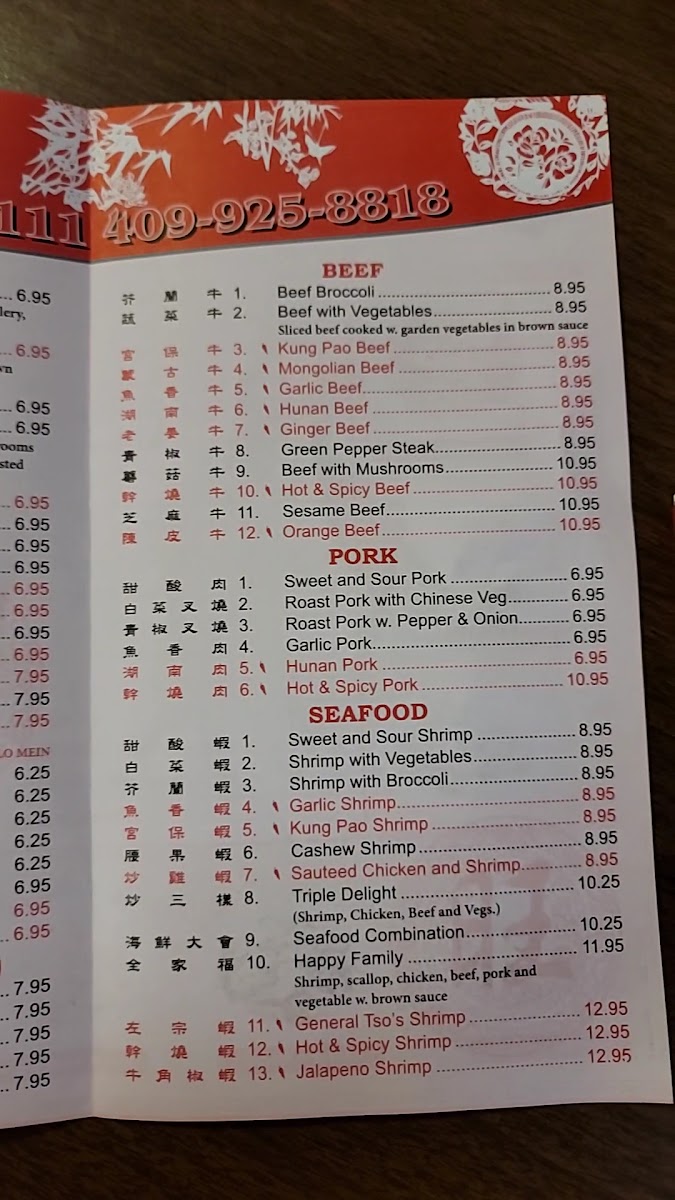 111 409-925-8818
... 6.95
lery,
... 6.95
wn
... 6.95
... 6.95
rooms
sted
... 6.95
... 6.95
... 6.95
... 6.95
... 6.95
... 6.95
... 6.95
... 6.95
... 7.95
... 7.95
... 7.95
LO MEIN
6.25
6.25
6.25
6.25
6.25
6.95
6.95
... 6.95
.. 7.95
.. 7.95
.. 7.95
.. 7.95
.. 7.95
BEEF
芥蘭牛 1. Beef Broccoli 8.95
蔬菜牛 2. Beef with Vegetables 8.95
Sliced beef cooked w. garden vegetables in brown sauce
宮保牛 3. Kung Pao Beef 8.95
蒙古牛 4. Mongolian Beef 8.95
魚香牛 5. Garlic Beef 8.95
湖南牛 6. Hunan Beef 8.95
老薑牛 7. Ginger Beef 8.95
青椒牛 8. Green Pepper Steak 8.95
蘑菇牛 9. Beef with Mushrooms 10.95
幹燒牛 10. Hot & Spicy Beef 10.95
芝麻牛 11. Sesame Beef 10.95
陳皮牛 12. Orange Beef 10.95
PORK
甜酸肉 1. Sweet and Sour Pork 6.95
白菜叉燒 2. Roast Pork with Chinese Veg 6.95
青椒叉燒 3. Roast Pork w. Pepper & Onion 6.95
魚香肉 4. Garlic Pork 6.95
湖南肉 5. Hunan Pork 6.95
幹燒肉 6. Hot & Spicy Pork 10.95
SEAFOOD
甜酸蝦 1. Sweet and Sour Shrimp 8.95
白菜蝦 2. Shrimp with Vegetables 8.95
芥蘭蝦 3. Shrimp with Broccoli 8.95
魚香蝦 4. Garlic Shrimp 8.95
宮保蝦 5. Kung Pao Shrimp 8.95
腰果蝦 6. Cashew Shrimp 8.95
炒雞蝦 7. Sauteed Chicken and Shrimp 8.95
炒三樣 8. Triple Delight 10.25
(Shrimp, Chicken, Beef and Vegs.)
海鮮大會 9. Seafood Combination 10.25
全家福 10. Happy Family 11.95
Shrimp, scallop, chicken, beef, pork and
vegetable w. brown sauce
左宗蝦 11. General Tso's Shrimp 12.95
幹燒蝦 12. Hot & Spicy Shrimp 12.95
牛角椒蝦 13. Jalapeno Shrimp 12.95